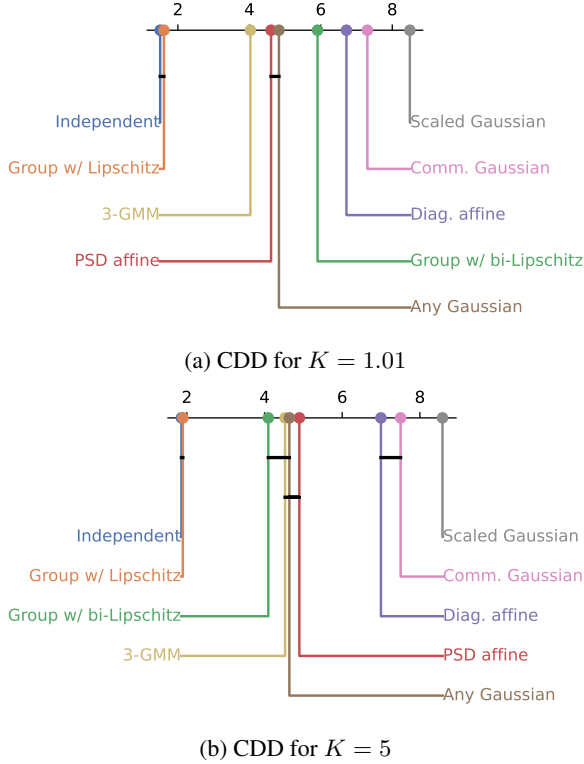 2 4 6 8
Independent Scaled Gaussian
Group w/ Lipschitz Comm. Gaussian
3-GMM Diag. affine
PSD affine Group w/ bi-Lipschitz
Any Gaussian
(a) CDD for K = 1.01
2 4 6 8
Independent Scaled Gaussian
Group w/ Lipschitz Comm. Gaussian
Group w/ bi-Lipschitz Diag. affine
3-GMM PSD affine
Any Gaussian
(b) CDD for K = 5